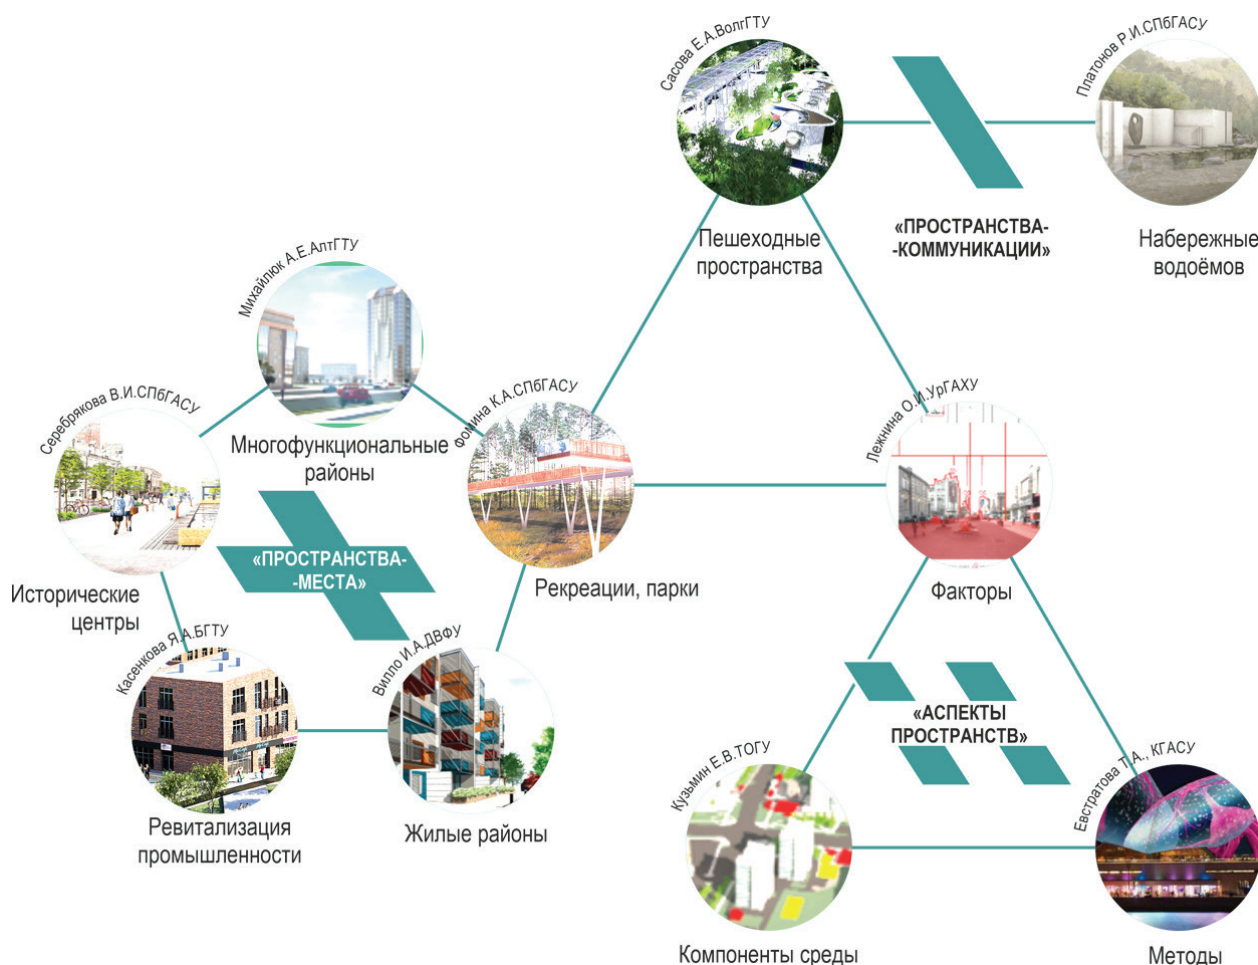 Сасова Е.А.ВолгГТУ
Пешеходные
пространства
«ПРОСТРАНСТВА-
-КОММУНИКАЦИИ»
Платонов Р.И.СПбГАСУ
Набережные
водоёмов
Михайлюк А.Е.АлтГТУ
Многофункциональные
районы
Серебрякова В.И.СПбГАСУ
Исторические
центры
«ПРОСТРАНСТВА-
-МЕСТА»
Фомина К.А.СПбГАСУ
Рекреации, парки
Лежнина О.И.УрГАХУ
Факторы
Касенкова Я.А.БГТУ
Ревитализация
промышленности
Вилло И.А.ДВФУ
Жилые районы
«АСПЕКТЫ
ПРОСТРАНСТВ»
Кузьмин Е.В.ТОГУ
Компоненты среды
Евстратова Т.А., КГАСУ
Методы